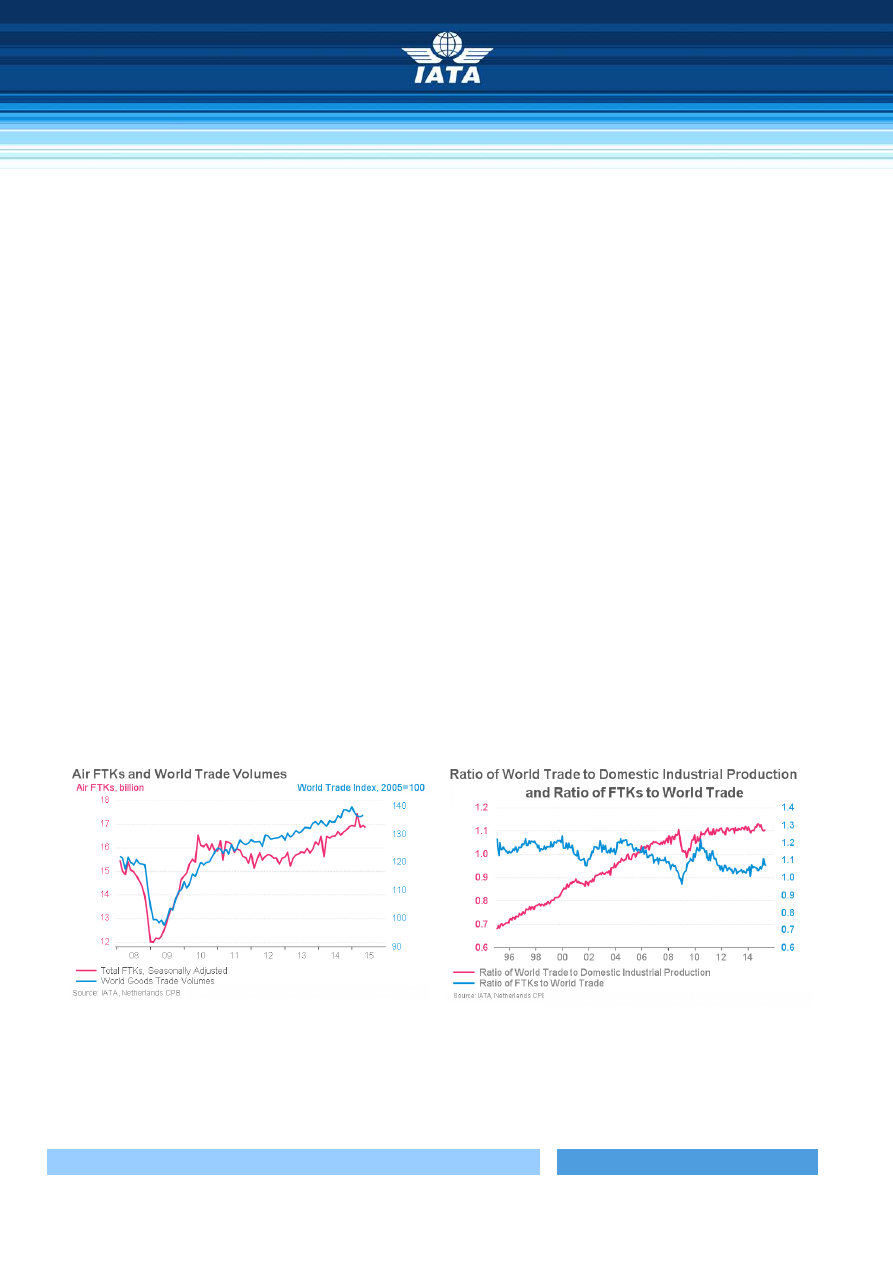 IATA
Air FTKs and World Trade Volumes
Air FTKs, billion World Trade Index, 2005=100
18
17
16
15
14
13
12
140
130
120
110
100
90
08 09 10 11 12 13 14 15
Total FTKs, Seasonally Adjusted
World Goods Trade Volumes
Source: IATA, Netherlands CPB
Ratio of World Trade to Domestic Industrial Production
and Ratio of FTKs to World Trade
1.2
1.1
1.0
0.9
0.8
0.7
0.6
1.4
1.3
1.2
1.1
1.0
0.9
0.8
0.7
0.6
96 98 00 02 04 06 08 10 12 14
Ratio of World Trade to Domestic Industrial Production
Ratio of FTKs to World Trade
Source: IATA, Netherlands CPB